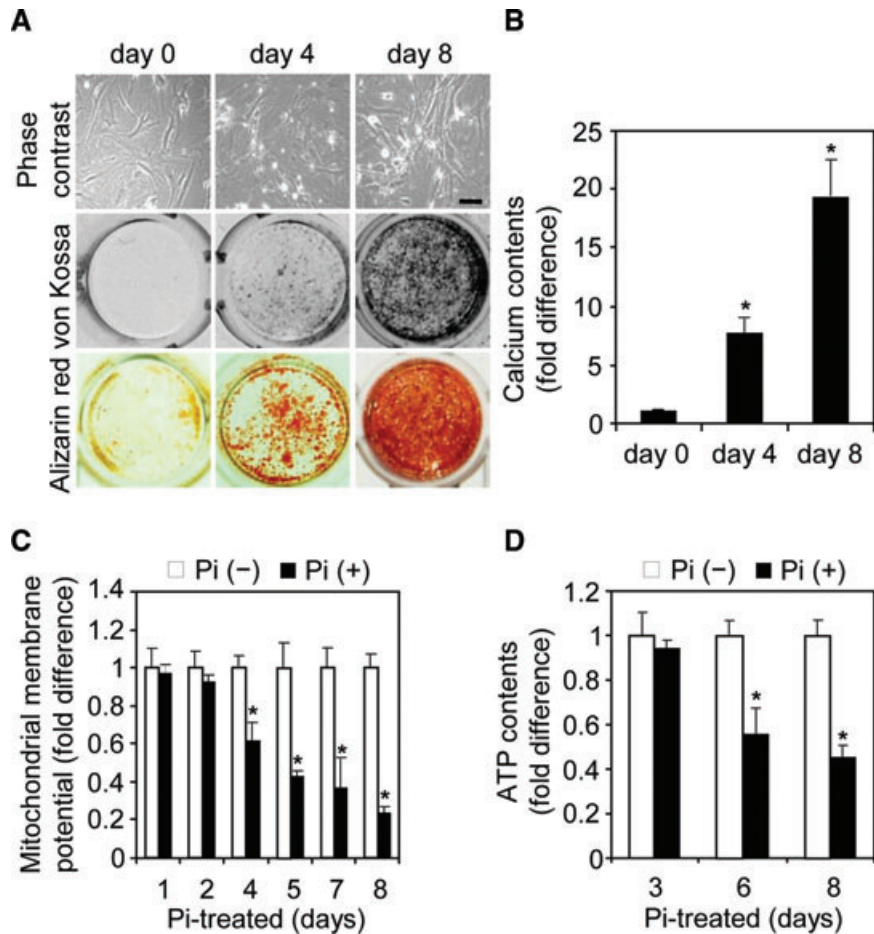 A
day 0 day 4 day 8
Phase
contrast
von Kossa
Alizarin red
B
Calcium contents
(fold difference)
30
25
20
15
10
5
0
*
*
day 0 day 4 day 8
C
Pi (−) Pi (+)
Mitochondrial membrane
potential (fold difference)
1.4
1.2
1
0.8
0.6
0.4
0.2
0
*
*
*
*
1 2 4 5 7 8
Pi-treated (days)
D
Pi (−) Pi (+)
ATP contents
(fold difference)
1.2
1
0.8
0.6
0.4
0.2
0
*
*
3 6 8
Pi-treated (days)